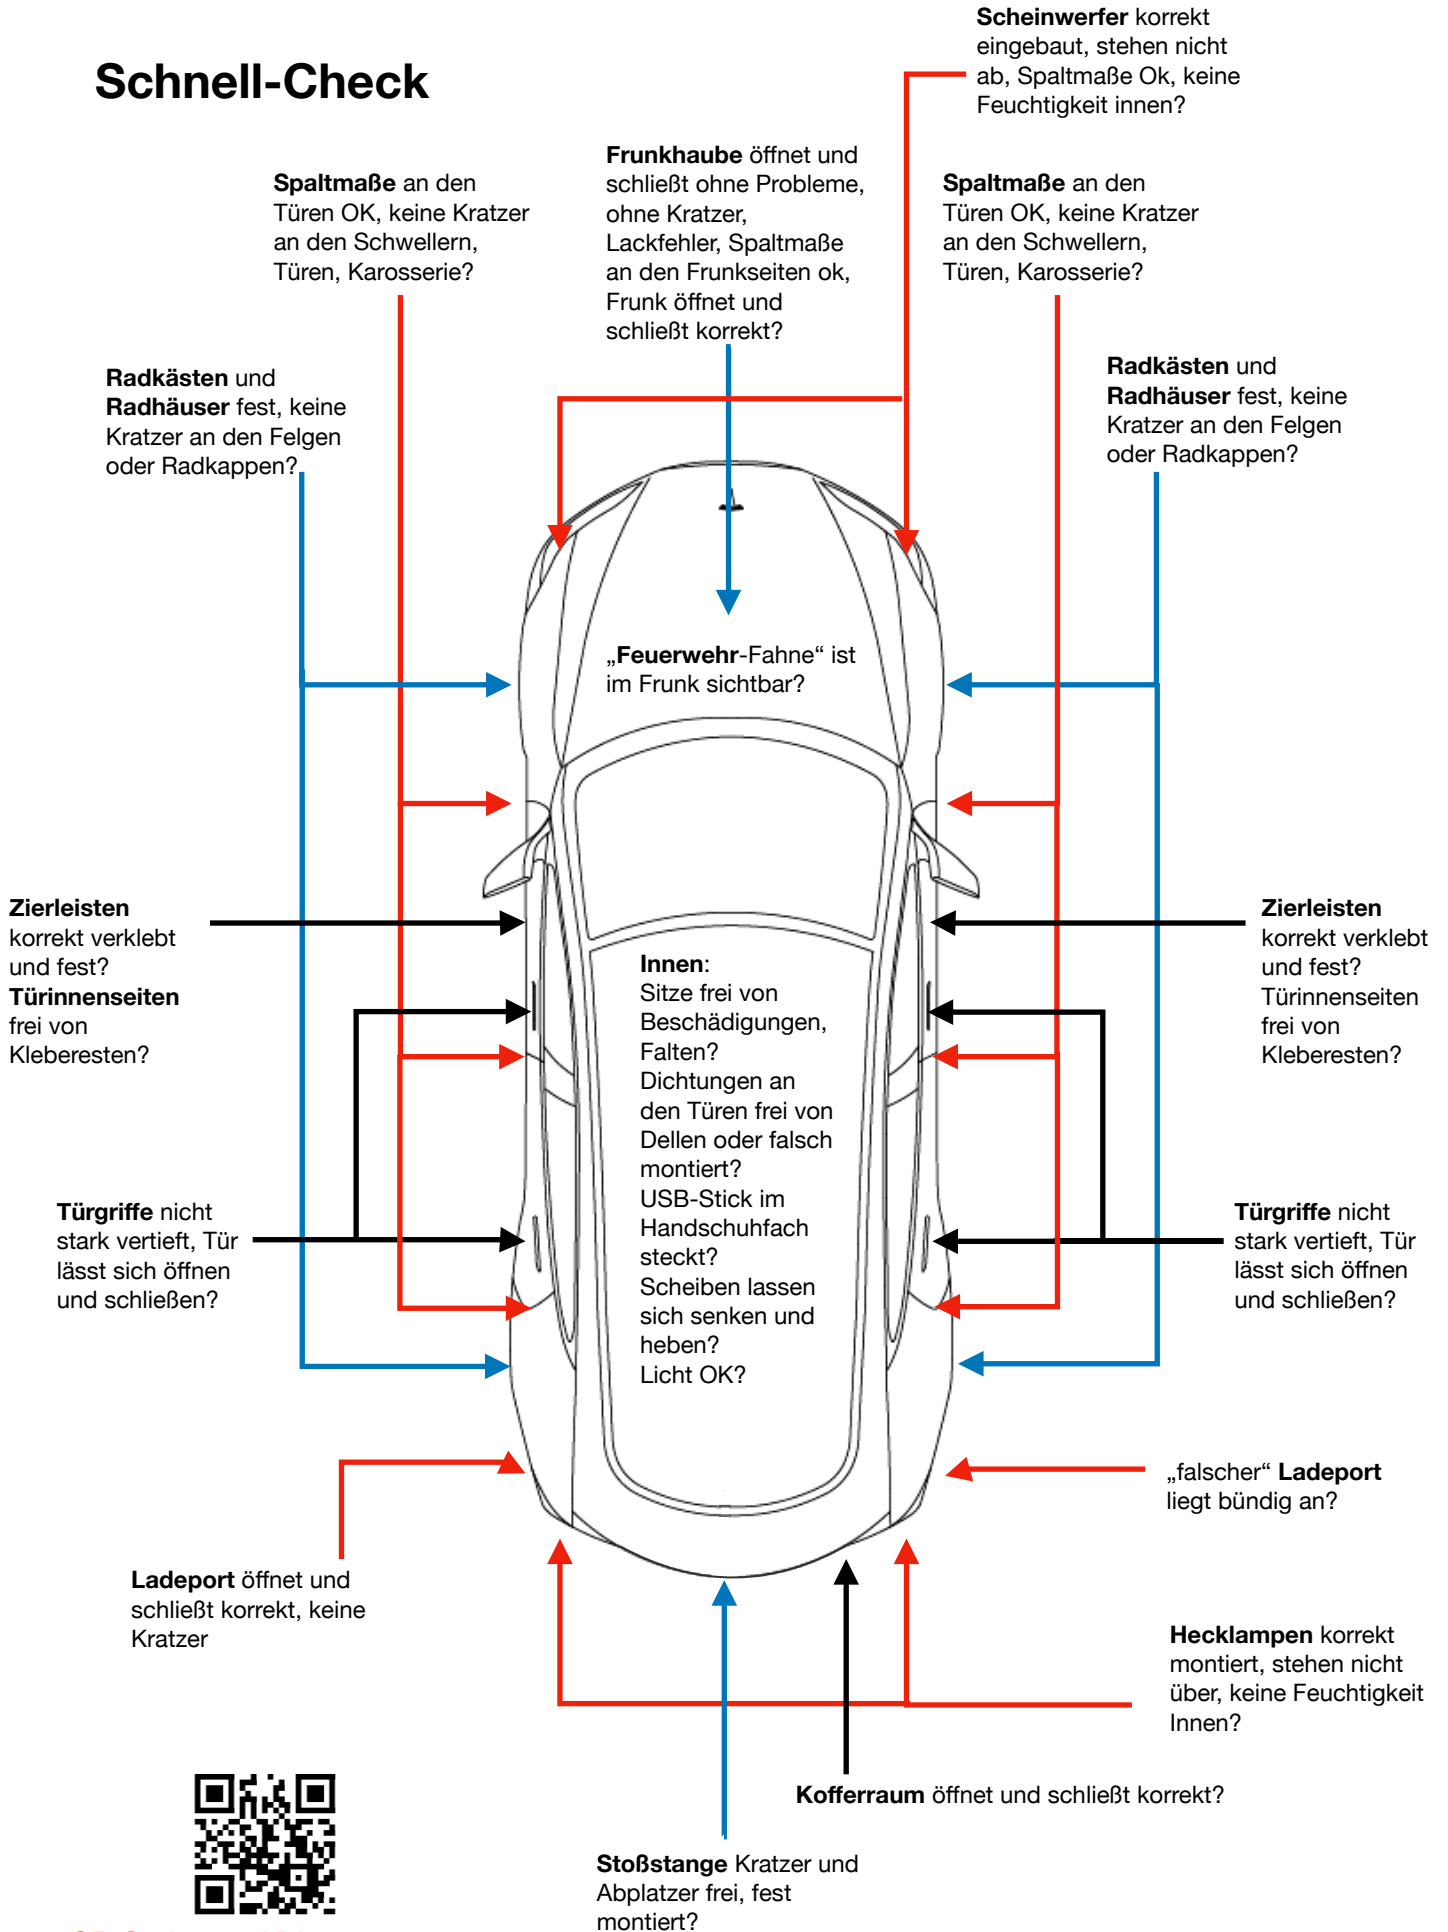 Scheinwerfer korrekt
eingebaut, stehen nicht
ab, Spaltmaße Ok, keine
Feuchtigkeit innen?
Schnell-Check
Frunkhaube öffnet und
schließt ohne Probleme,
ohne Kratzer,
Lackfehler, Spaltmaße
an den Frunkseiten ok,
Frunk öffnet und
schließt korrekt?
Spaltmaße an den
Türen OK, keine Kratzer
an den Schwellern,
Türen, Karosserie?
Spaltmaße an den
Türen OK, keine Kratzer
an den Schwellern,
Türen, Karosserie?
Radkästen und
Radhäuser fest, keine
Kratzer an den Felgen
oder Radkappen?
Radkästen und
Radhäuser fest, keine
Kratzer an den Felgen
oder Radkappen?
„Feuerwehr-Fahne“ ist
im Frunk sichtbar?
Zierleisten
korrekt verklebt
und fest?
Türinnenseiten
frei von
Kleberesten?
Innen:
Sitze frei von
Beschädigungen,
Falten?
Dichtungen an
den Türen frei von
Dellen oder falsch
montiert?
USB-Stick im
Handschuhfach
steckt?
Scheiben lassen
sich senken und
heben?
Licht OK?
Zierleisten
korrekt verklebt
und fest?
Türinnenseiten
frei von
Kleberesten?
Türgriffe nicht
stark vertieft, Tür
lässt sich öffnen
und schließen?
Türgriffe nicht
stark vertieft, Tür
lässt sich öffnen
und schließen?
„falscher“ Ladeport
liegt bündig an?
Ladeport öffnet und
schließt korrekt, keine
Kratzer
Hecklampen korrekt
montiert, stehen nicht
über, keine Feuchtigkeit
Innen?
Kofferraum öffnet und schließt korrekt?
Stoßstange Kratzer und
Abplatzer frei, fest
montiert?